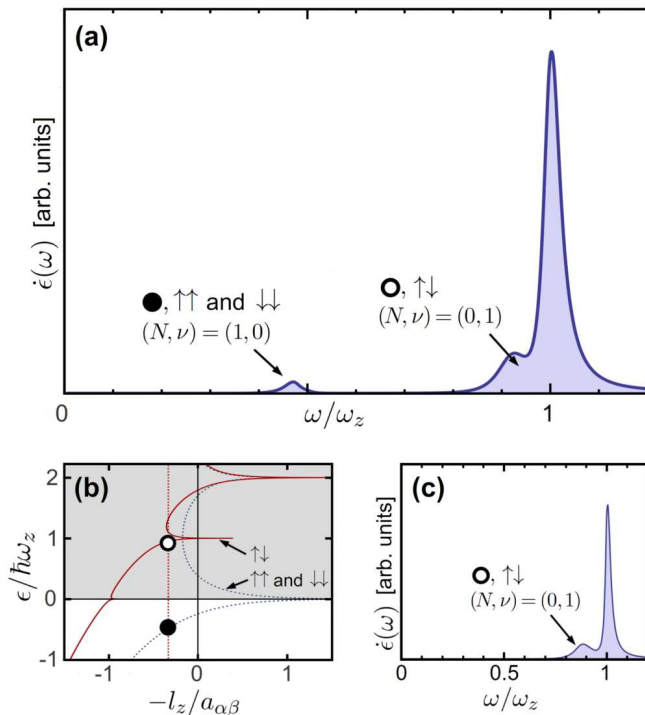 (a)
ϵ̇(ω) [arb. units]
●, ↑↑ and ↓↓
(N, ν) = (1, 0)
○, ↑↓
(N, ν) = (0, 1)
0
1
ω/ω_z
(b)
ϵ/ħω_z
2
1
0
-1
↑↓
↑↑ and ↓↓
-1
0
1
−l_z/a_αβ
(c)
ϵ̇(ω) [arb. units]
○, ↑↓
(N, ν) = (0, 1)
0
0.5
1
ω/ω_z